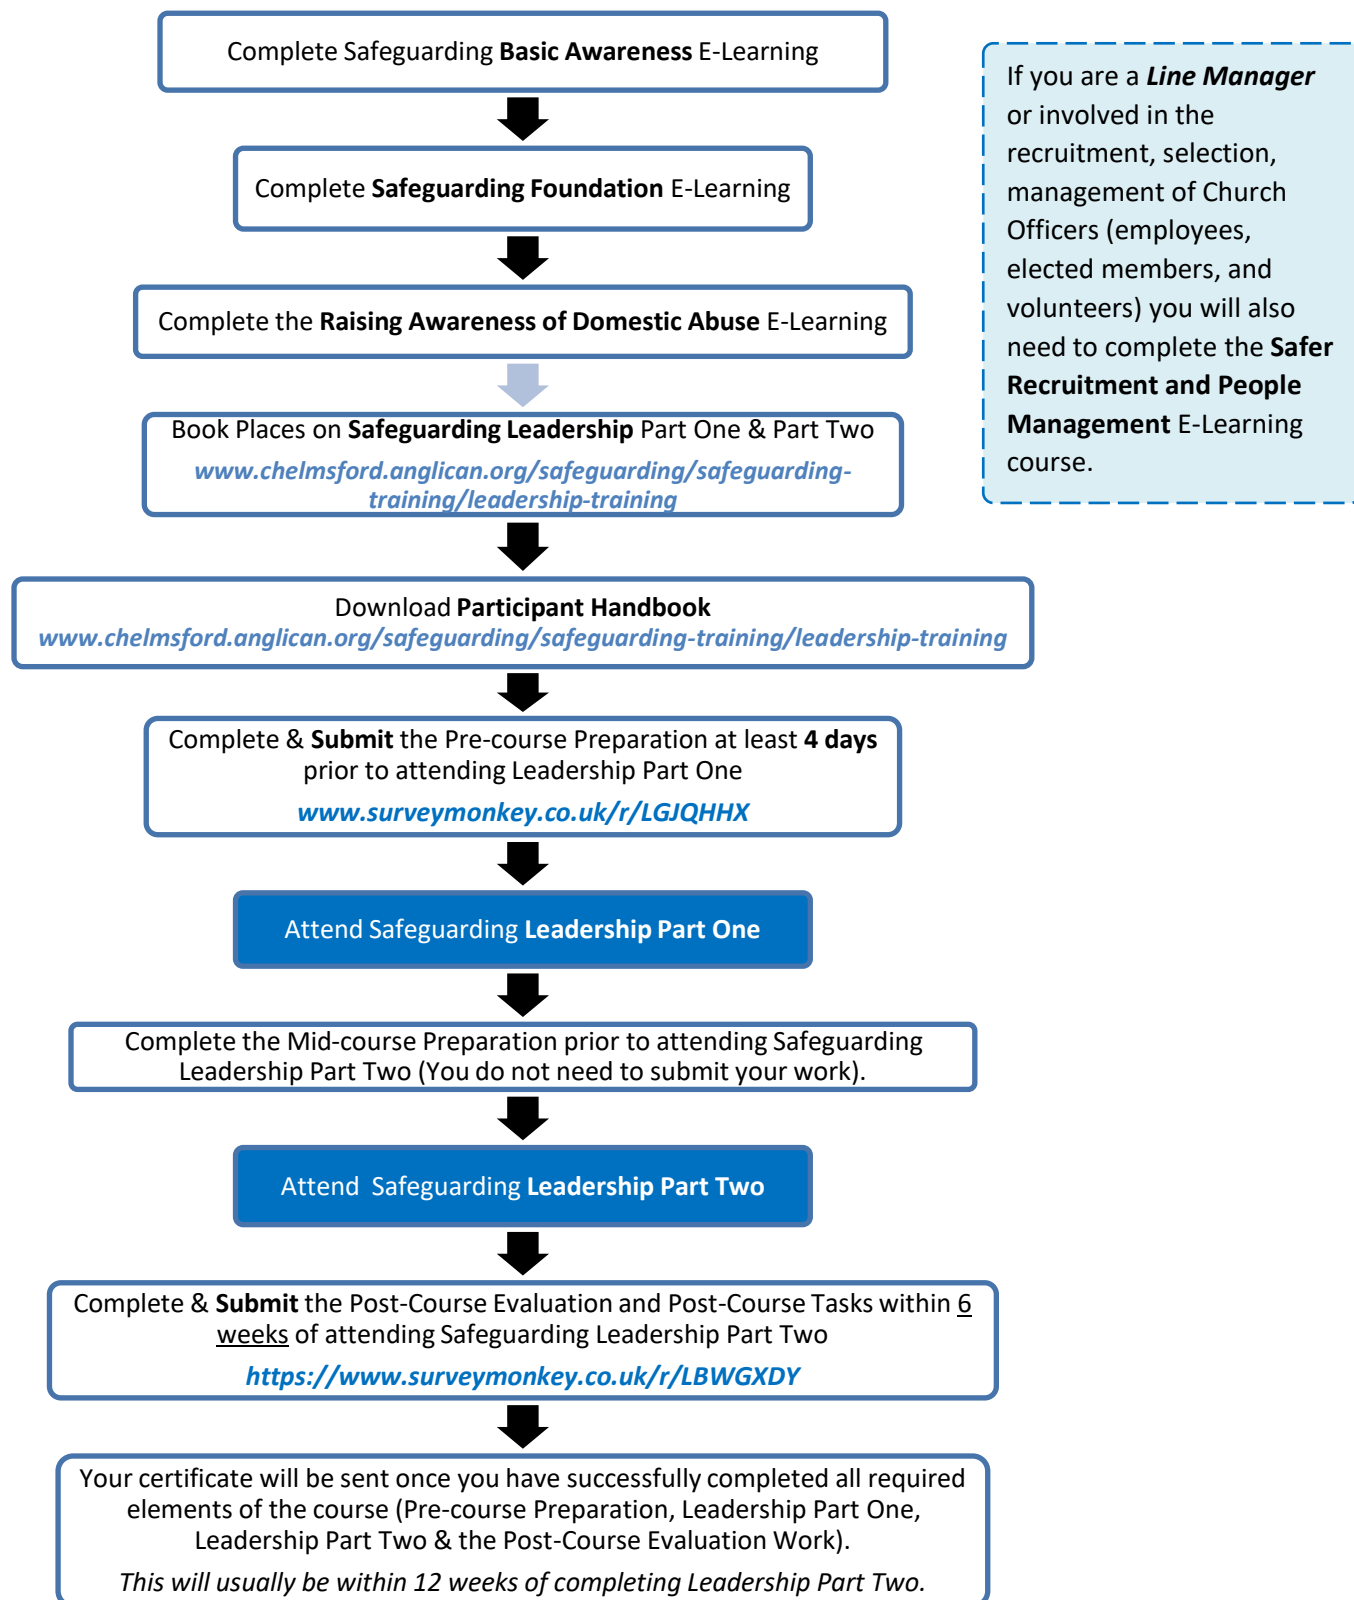 Complete Safeguarding Basic Awareness E-Learning
Complete Safeguarding Foundation E-Learning
Complete the Raising Awareness of Domestic Abuse E-Learning
Book Places on Safeguarding Leadership Part One & Part Two
www.chelmsford.anglican.org/safeguarding/safeguarding-
training/leadership-training
Download Participant Handbook
www.chelmsford.anglican.org/safeguarding/safeguarding-training/leadership-training
Complete & Submit the Pre-course Preparation at least 4 days
prior to attending Leadership Part One
www.surveymonkey.co.uk/r/LGJQHHX
Attend Safeguarding Leadership Part One
Complete the Mid-course Preparation prior to attending Safeguarding
Leadership Part Two (You do not need to submit your work).
Attend Safeguarding Leadership Part Two
Complete & Submit the Post-Course Evaluation and Post-Course Tasks within 6
weeks of attending Safeguarding Leadership Part Two
https://www.surveymonkey.co.uk/r/LBWGXDY
Your certificate will be sent once you have successfully completed all required
elements of the course (Pre-course Preparation, Leadership Part One,
Leadership Part Two & the Post-Course Evaluation Work).
This will usually be within 12 weeks of completing Leadership Part Two.
If you are a Line Manager
or involved in the
recruitment, selection,
management of Church
Officers (employees,
elected members, and
volunteers) you will also
need to complete the Safer
Recruitment and People
Management E-Learning
course.